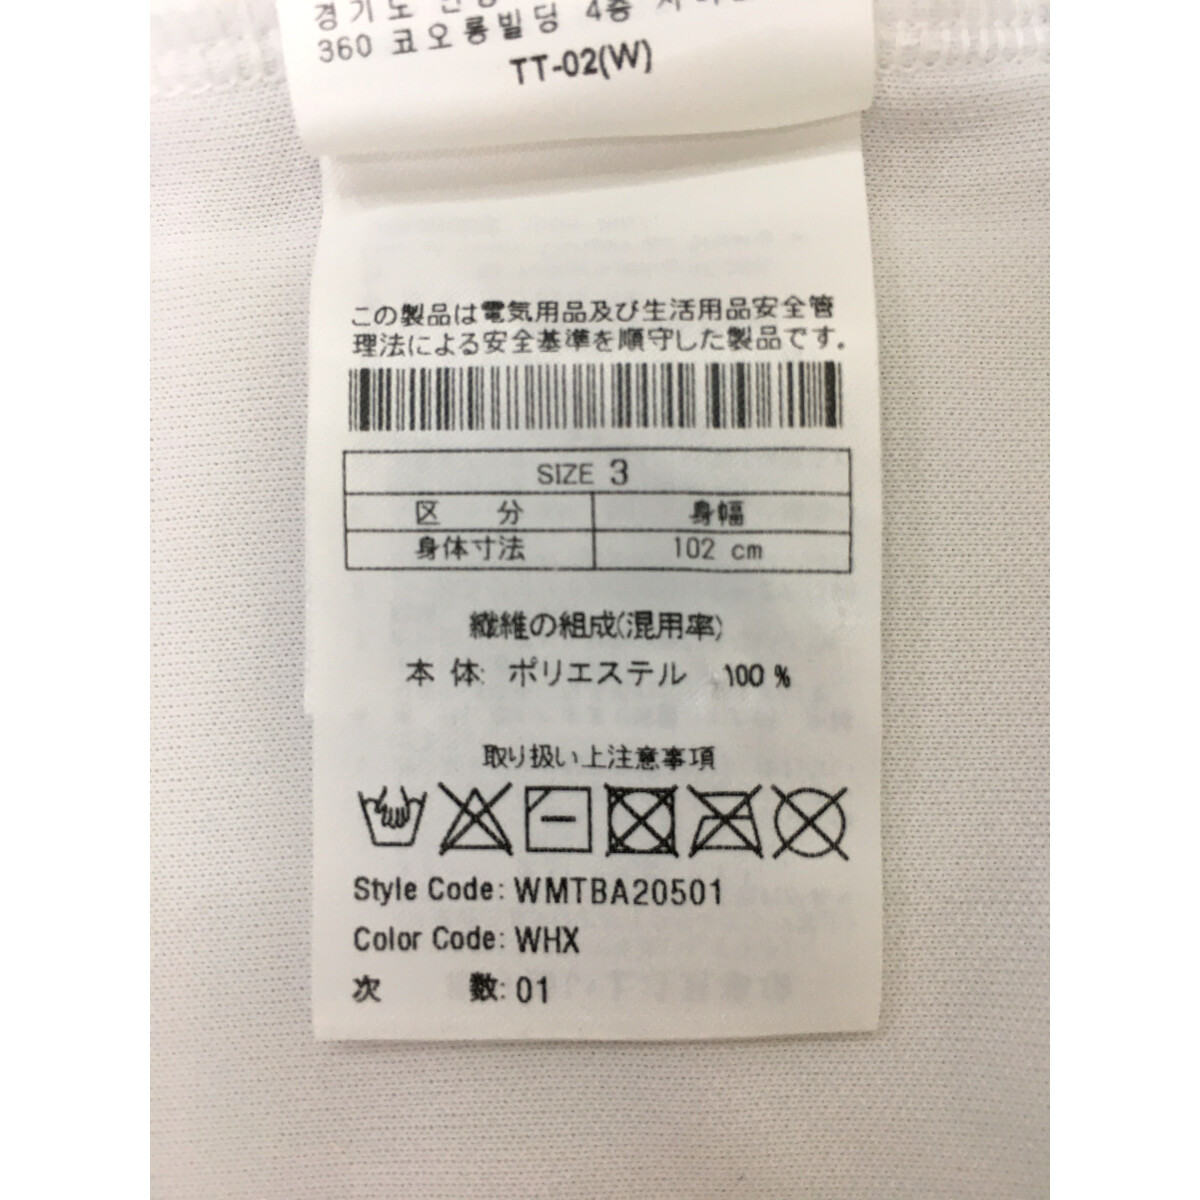 경기도
360 코오롱빌딩 4층
TT-02(W)
この製品は電気用品及び生活用品安全管
理法による安全基準を順守した製品です。
SIZE 3
区 分 身幅
身体寸法 102 cm
繊維の組成(混用率)
本 体: ポリエステル 100 %
取り扱い上注意事項
Style Code: WMTBA20501
Color Code: WHX
次 数: 01